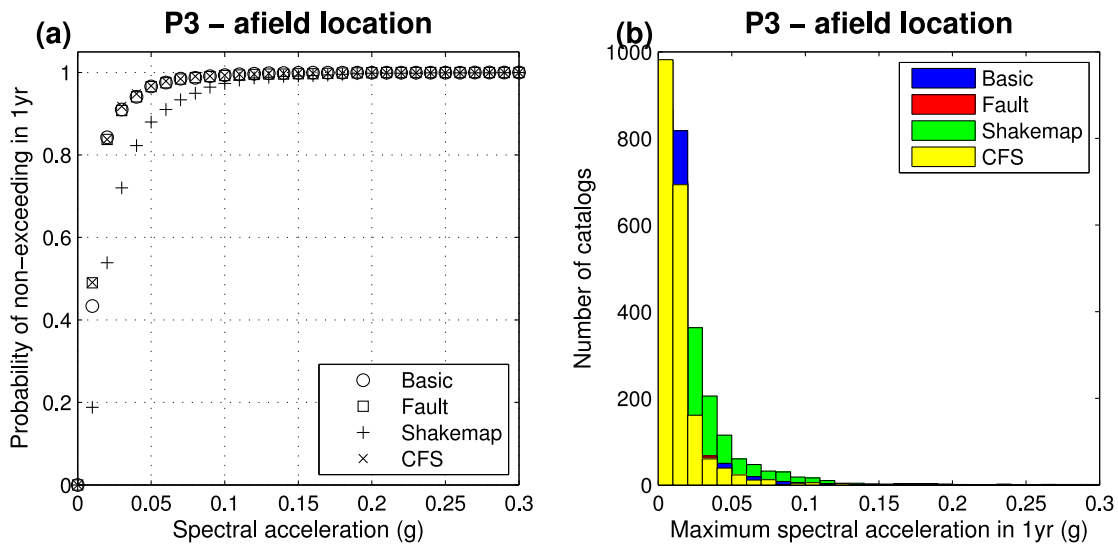 (a)
P3 – afield location
Probability of non-exceeding in 1yr
1
0.8
0.6
0.4
0.2
0
0
0.05
0.1
0.15
0.2
0.25
0.3
Spectral acceleration (g)
Basic
Fault
Shakemap
CFS
(b)
P3 – afield location
Number of catalogs
1000
800
600
400
200
0
0
0.05
0.1
0.15
0.2
0.25
0.3
Maximum spectral acceleration in 1yr (g)
Basic
Fault
Shakemap
CFS